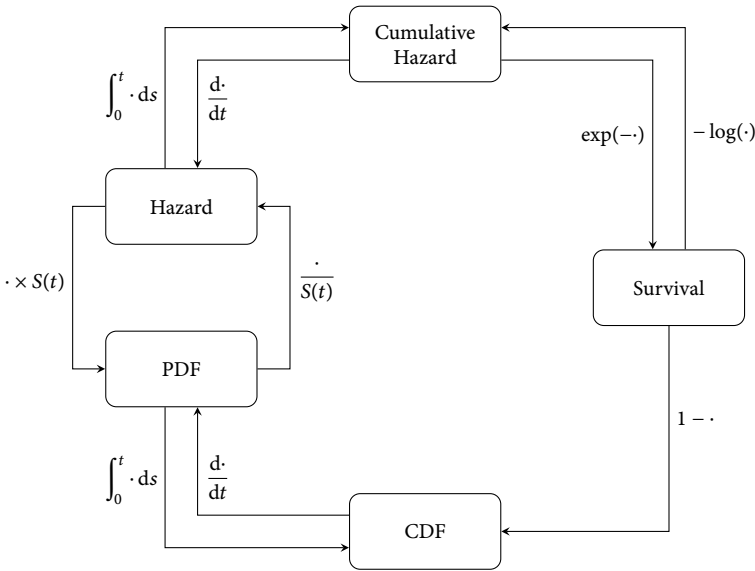 Cumulative
Hazard
∫₀ᵗ · ds
d·/dt
exp(−·)
−log(·)
Hazard
· × S(t)
·/S(t)
Survival
PDF
1 − ·
∫₀ᵗ · ds
d·/dt
CDF